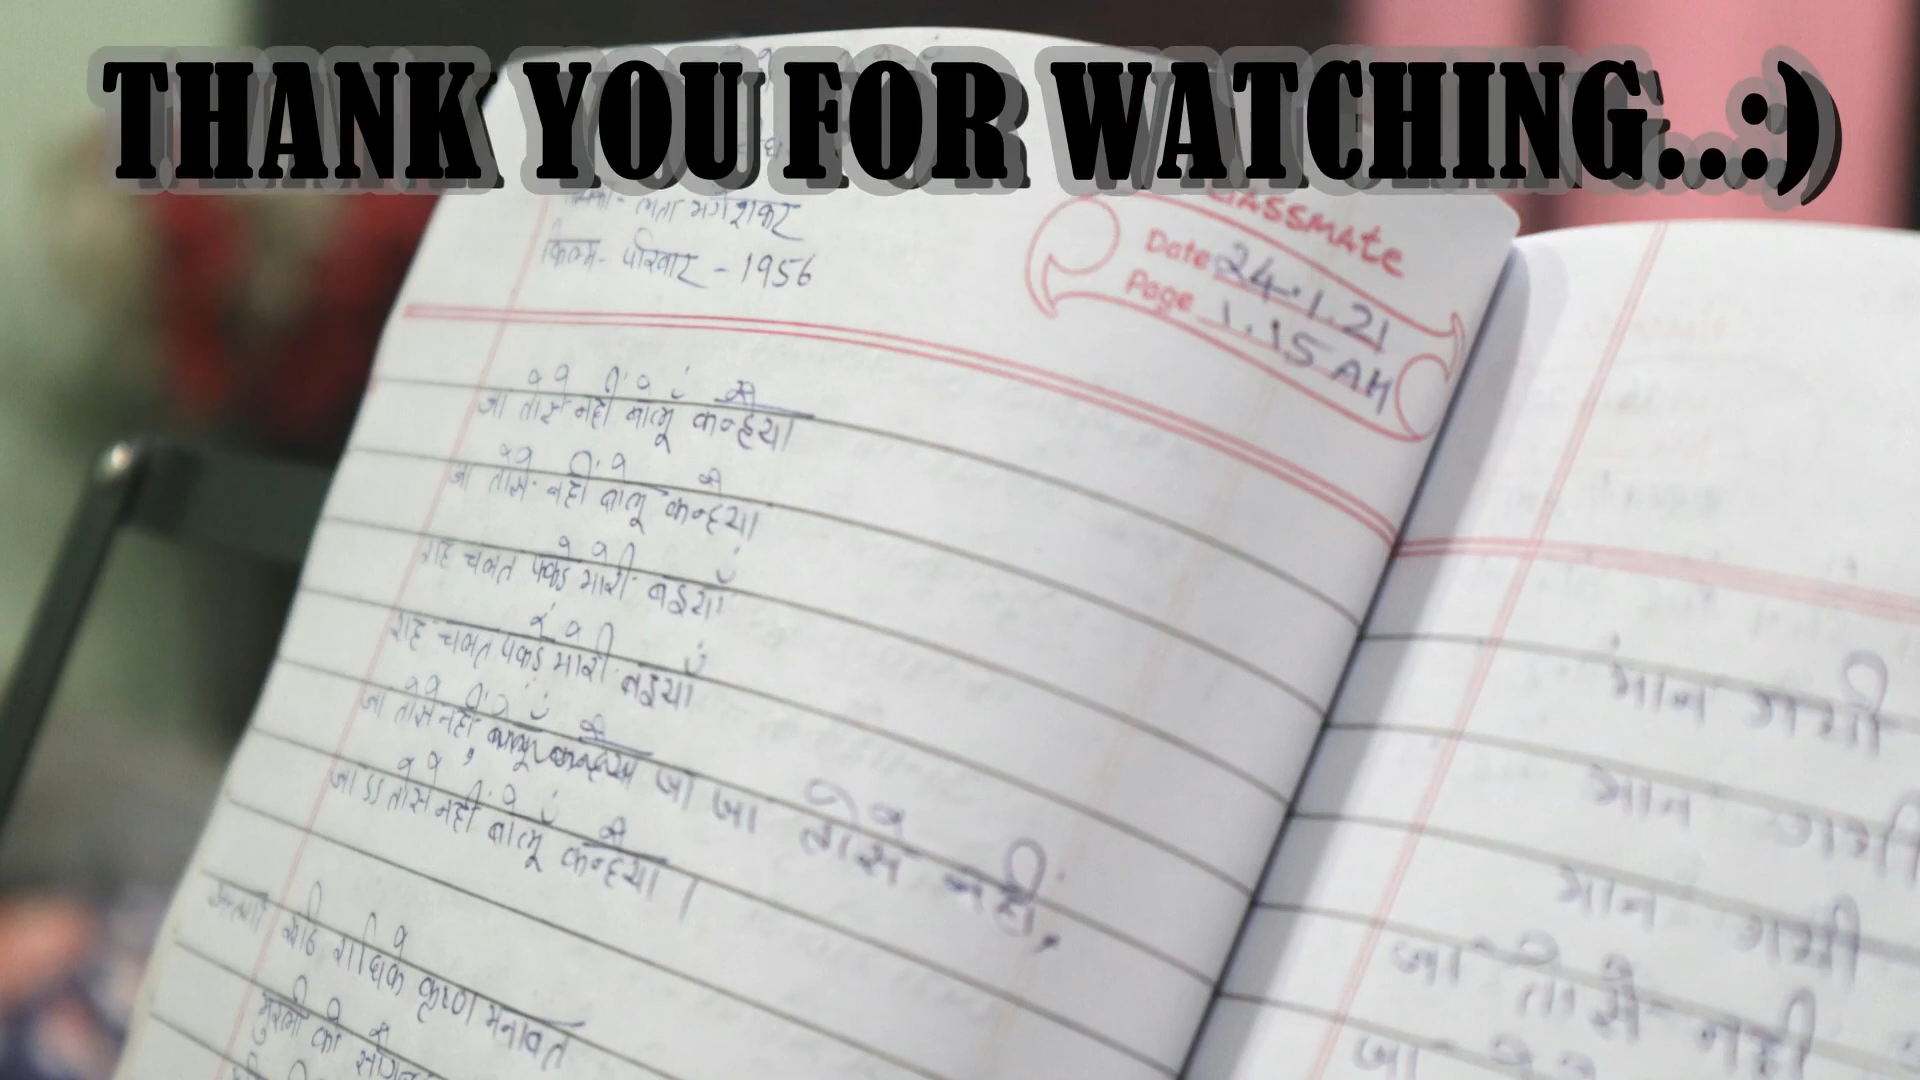 THANK YOU FOR WATCHING...:)
लता मंगेशकर
फिल्म - परिवार - 1956
CLASSMATE
Date 24.1.21
Page 1.15 AM
जा तोसे नहीं बोलूँ कन्हैया
जा तोसे नहीं बोलूँ कन्हैया
राह चलत पकड़े मोरी बइयाँ
राह चलत पकड़े मोरी बइयाँ
जा तोसे नहीं बोलूँ कन्हैया जा जा तोसे नहीं,
जा ऽऽ तोसे नहीं बोलूँ कन्हैया।
राधिके कृष्ण मनावत
मुरली की
मान गयी
मान गयी
मान गयी
जा तोसे नहीं
जा